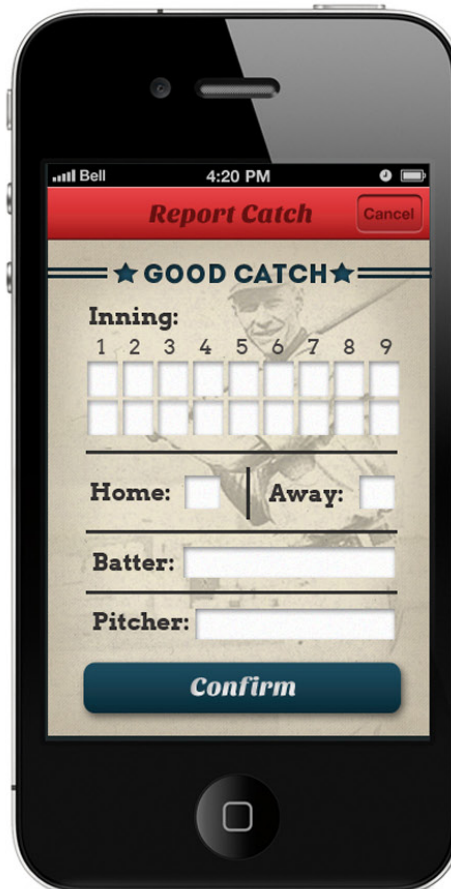 Bell 4:20 PM
Report Catch Cancel
GOOD CATCH
Inning:
1 2 3 4 5 6 7 8 9
Home: Away:
Batter:
Pitcher:
Confirm